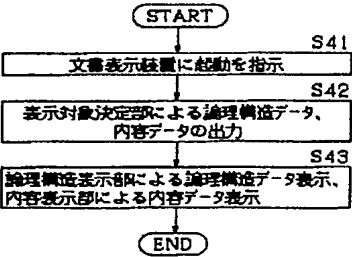 START
S41
文書表示装置に起動を指示
S42
表示対象決定部による論理構造データ、
内容データの出力
S43
論理構造表示部による論理構造データ表示、
内容表示部による内容データ表示
END